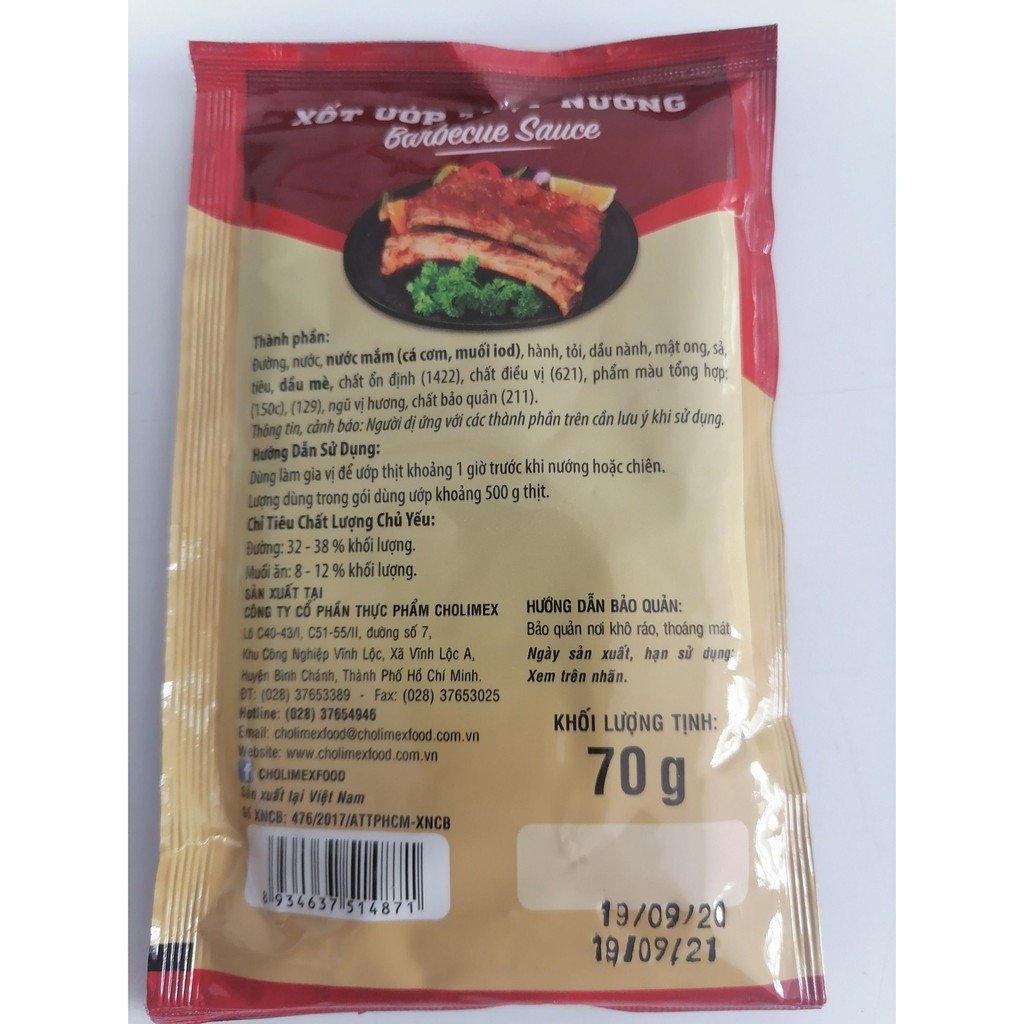 XỐT ƯỚP NƯỚNG
Barbecue Sauce
Thành phần:
Đường, nước, nước mắm (cá cơm, muối iod), hành, tỏi, dầu nành, mật ong, sả,
tiêu, dầu mè, chất ổn định (1422), chất điều vị (621), phẩm màu tổng hợp:
(150c), (129), ngũ vị hương, chất bảo quản (211).
Thông tin, cảnh báo: Người dị ứng với các thành phần trên cần lưu ý khi sử dụng.
Hướng Dẫn Sử Dụng:
Dùng làm gia vị để ướp thịt khoảng 1 giờ trước khi nướng hoặc chiên.
Lượng dùng trong gói dùng ướp khoảng 500 g thịt.
Chỉ Tiêu Chất Lượng Chủ Yếu:
Đường: 32 - 38 % khối lượng.
Muối ăn: 8 - 12 % khối lượng.
SẢN XUẤT TẠI
CÔNG TY CỔ PHẦN THỰC PHẨM CHOLIMEX
Lô C40-43/I, C51-55/II, đường số 7,
Khu Công Nghiệp Vĩnh Lộc, Xã Vĩnh Lộc A,
Huyện Bình Chánh, Thành Phố Hồ Chí Minh.
ĐT: (028) 37653389 - Fax: (028) 37653025
Hotline: (028) 37654946
Email: cholimexfood@cholimexfood.com.vn
Website: www.cholimexfood.com.vn
CHOLIMEXFOOD
Sản xuất tại Việt Nam
Số XNCB: 476/2017/ATTPHCM-XNCB
8 934637 514871
HƯỚNG DẪN BẢO QUẢN:
Bảo quản nơi khô ráo, thoáng mát.
Ngày sản xuất, hạn sử dụng:
Xem trên nhãn.
KHỐI LƯỢNG TỊNH:
70 g
19/09/20
19/09/21